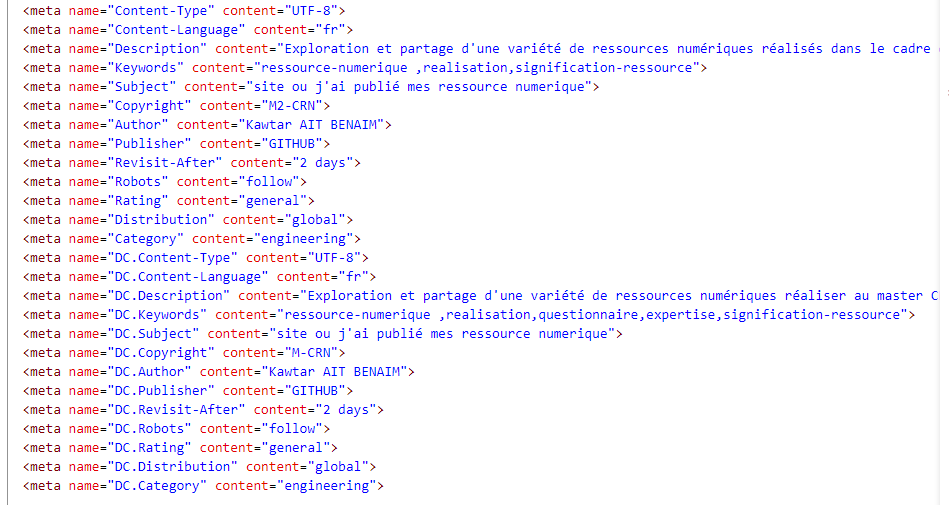 <meta name="Content-Type" content="UTF-8">
<meta name="Content-Language" content="fr">
<meta name="Description" content="Exploration et partage d'une variété de ressources numériques réalisés dans le cadre
<meta name="Keywords" content="ressource-numerique ,realisation,signification-ressource">
<meta name="Subject" content="site ou j'ai publié mes ressource numerique">
<meta name="Copyright" content="M2-CRN">
<meta name="Author" content="Kawtar AIT BENAIM">
<meta name="Publisher" content="GITHUB">
<meta name="Revisit-After" content="2 days">
<meta name="Robots" content="follow">
<meta name="Rating" content="general">
<meta name="Distribution" content="global">
<meta name="Category" content="engineering">
<meta name="DC.Content-Type" content="UTF-8">
<meta name="DC.Content-Language" content="fr">
<meta name="DC.Description" content="Exploration et partage d'une variété de ressources numériques réaliser au master C
<meta name="DC.Keywords" content="ressource-numerique ,realisation,questionnaire,expertise,signification-ressource">
<meta name="DC.Subject" content="site ou j'ai publié mes ressource numerique">
<meta name="DC.Copyright" content="M-CRN">
<meta name="DC.Author" content="Kawtar AIT BENAIM">
<meta name="DC.Publisher" content="GITHUB">
<meta name="DC.Revisit-After" content="2 days">
<meta name="DC.Robots" content="follow">
<meta name="DC.Rating" content="general">
<meta name="DC.Distribution" content="global">
<meta name="DC.Category" content="engineering">